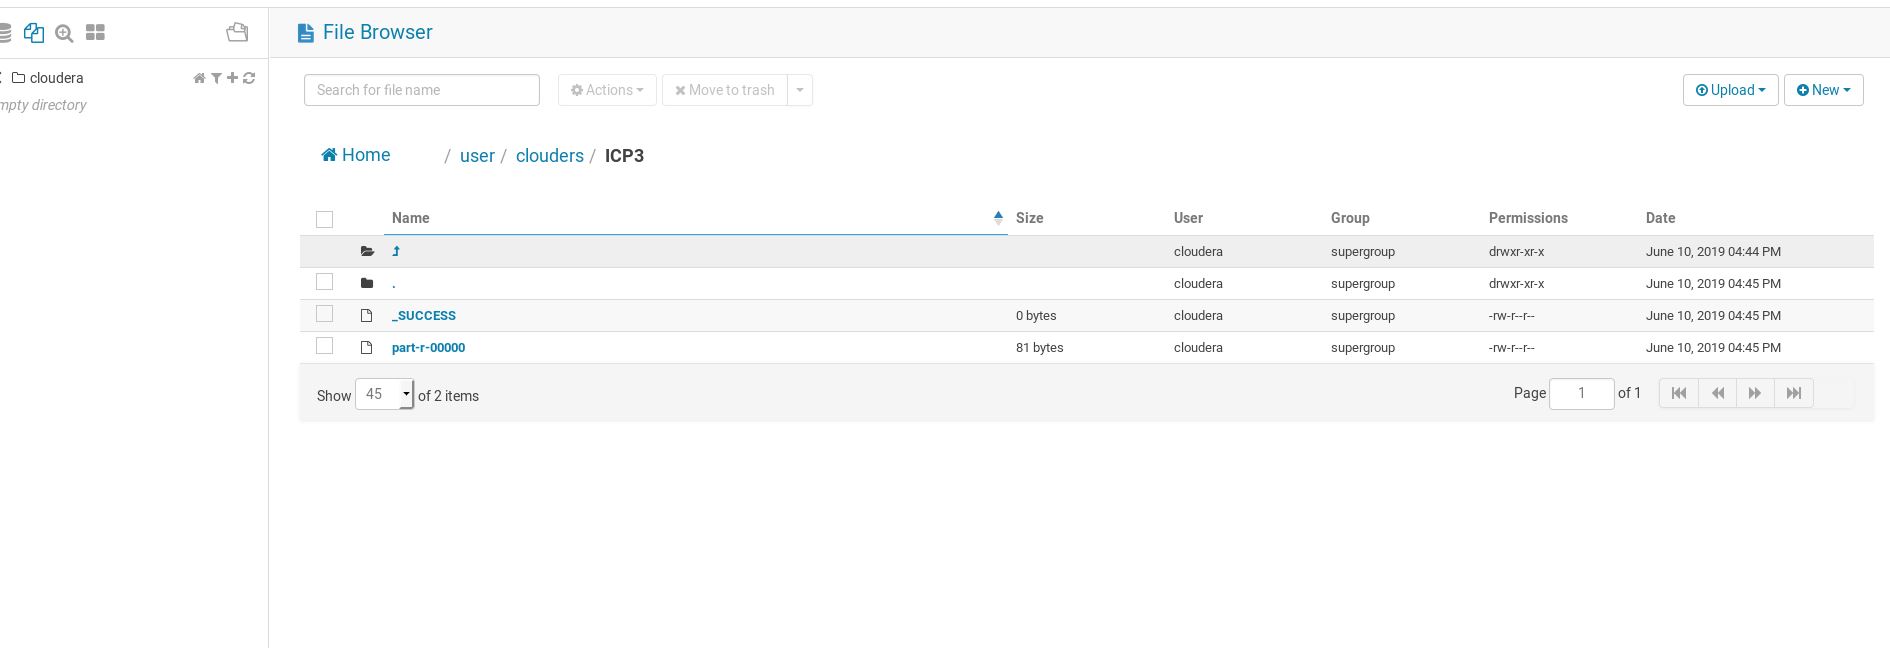 File Browser
cloudera
mpty directory
Search for file name
Actions
Move to trash
Upload
New
Home / user / clouders / ICP3
Name Size User Group Permissions Date
cloudera supergroup drwxr-xr-x June 10, 2019 04:44 PM
. cloudera supergroup drwxr-xr-x June 10, 2019 04:45 PM
_SUCCESS 0 bytes cloudera supergroup -rw-r--r-- June 10, 2019 04:45 PM
part-r-00000 81 bytes cloudera supergroup -rw-r--r-- June 10, 2019 04:45 PM
Show 45 of 2 items Page 1 of 1